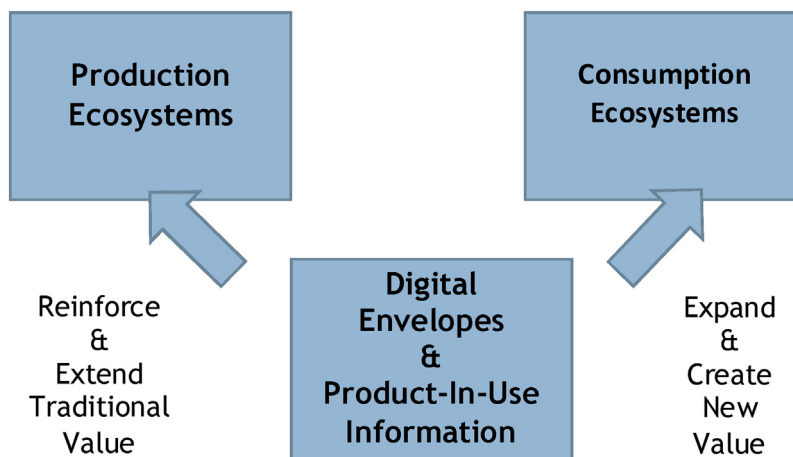 Production
Ecosystems
Consumption
Ecosystems
Digital
Envelopes
&
Product-In-Use
Information
Reinforce
&
Extend
Traditional
Value
Expand
&
Create
New
Value